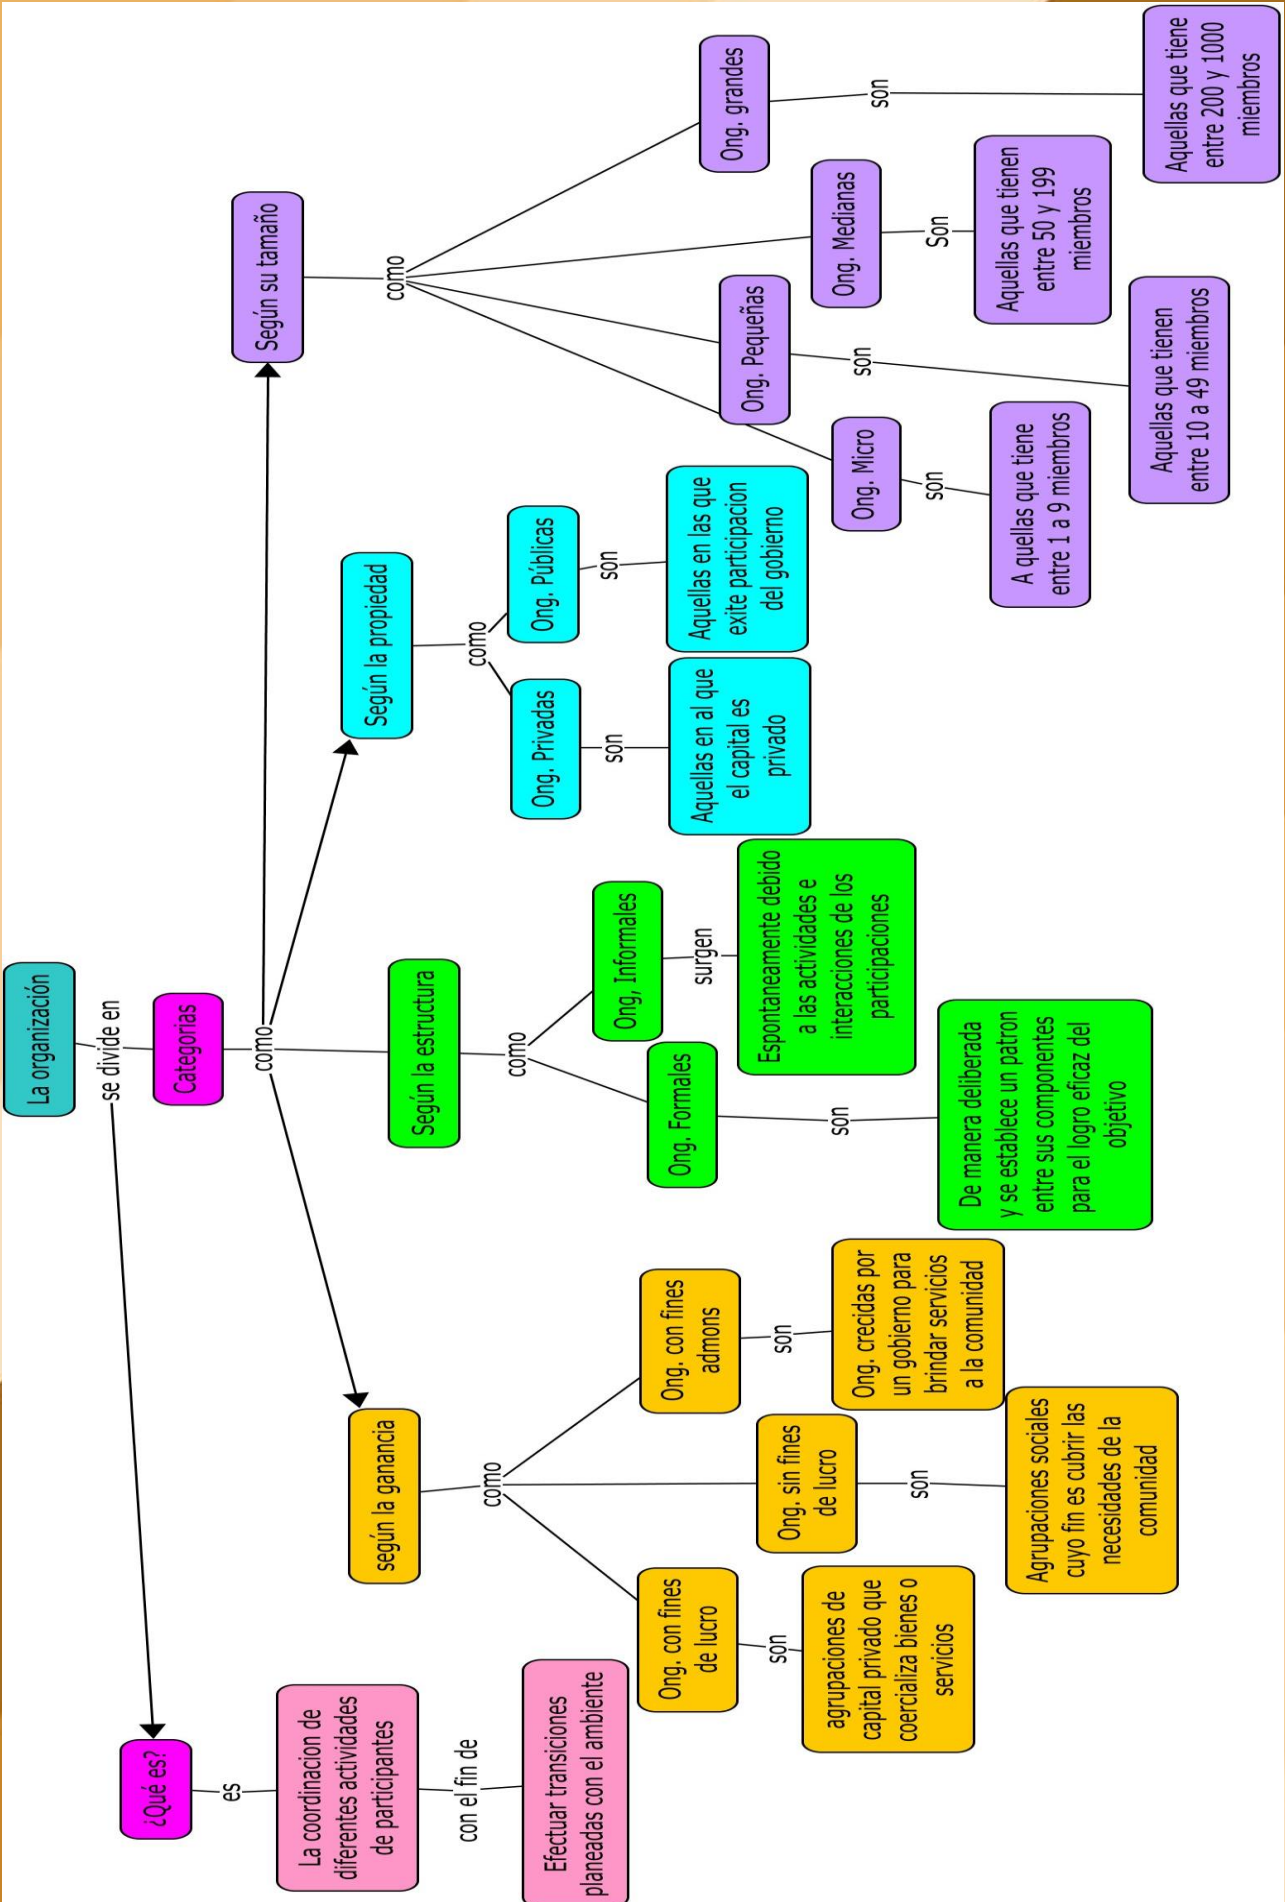 La organización
se divide en
¿Qué es?
es
La coordinacion de
diferentes actividades
de participantes
con el fin de
Efectuar transiciones
planeadas con el ambiente
Categorias
como
según la ganancia
como
Ong. con fines
de lucro
son
agrupaciones de
capital privado que
coercializa bienes o
servicios
Ong. sin fines
de lucro
son
Agrupaciones sociales
cuyo fin es cubrir las
necesidades de la
comunidad
Ong. con fines
admons
son
Ong. crecidas por
un gobierno para
brindar servicios
a la comunidad
Según la estructura
como
Ong. Formales
son
De manera deliberada
y se establece un patron
entre sus componentes
para el logro eficaz del
objetivo
Ong, Informales
surgen
Espontaneamente debido
a las actividades e
interacciones de los
participaciones
Según la propiedad
como
Ong. Privadas
son
Aquellas en al que
el capital es
privado
Ong. Públicas
son
Aquellas en las que
exite participacion
del gobierno
Según su tamaño
como
Ong. Micro
son
A quellas que tiene
entre 1 a 9 miembros
Ong. Pequeñas
son
Aquellas que tienen
entre 10 a 49 miembros
Ong. Medianas
Son
Aquellas que tienen
entre 50 y 199
miembros
Ong. grandes
son
Aquellas que tiene
entre 200 y 1000
miembros